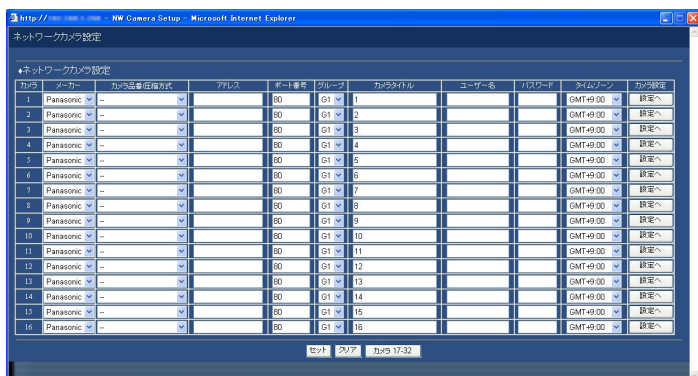 http:// - NW Camera Setup - Microsoft Internet Explorer
ネットワークカメラ設定
♦ネットワークカメラ設定
カメラ メーカー カメラ品番/圧縮方式 アドレス ポート番号 グループ カメラタイトル ユーザー名 パスワード タイムゾーン カメラ設定
1 Panasonic -- 80 G1 1 GMT+9:00 設定へ
2 Panasonic -- 80 G1 2 GMT+9:00 設定へ
3 Panasonic -- 80 G1 3 GMT+9:00 設定へ
4 Panasonic -- 80 G1 4 GMT+9:00 設定へ
5 Panasonic -- 80 G1 5 GMT+9:00 設定へ
6 Panasonic -- 80 G1 6 GMT+9:00 設定へ
7 Panasonic -- 80 G1 7 GMT+9:00 設定へ
8 Panasonic -- 80 G1 8 GMT+9:00 設定へ
9 Panasonic -- 80 G1 9 GMT+9:00 設定へ
10 Panasonic -- 80 G1 10 GMT+9:00 設定へ
11 Panasonic -- 80 G1 11 GMT+9:00 設定へ
12 Panasonic -- 80 G1 12 GMT+9:00 設定へ
13 Panasonic -- 80 G1 13 GMT+9:00 設定へ
14 Panasonic -- 80 G1 14 GMT+9:00 設定へ
15 Panasonic -- 80 G1 15 GMT+9:00 設定へ
16 Panasonic -- 80 G1 16 GMT+9:00 設定へ
セット クリア カメラ 17-32